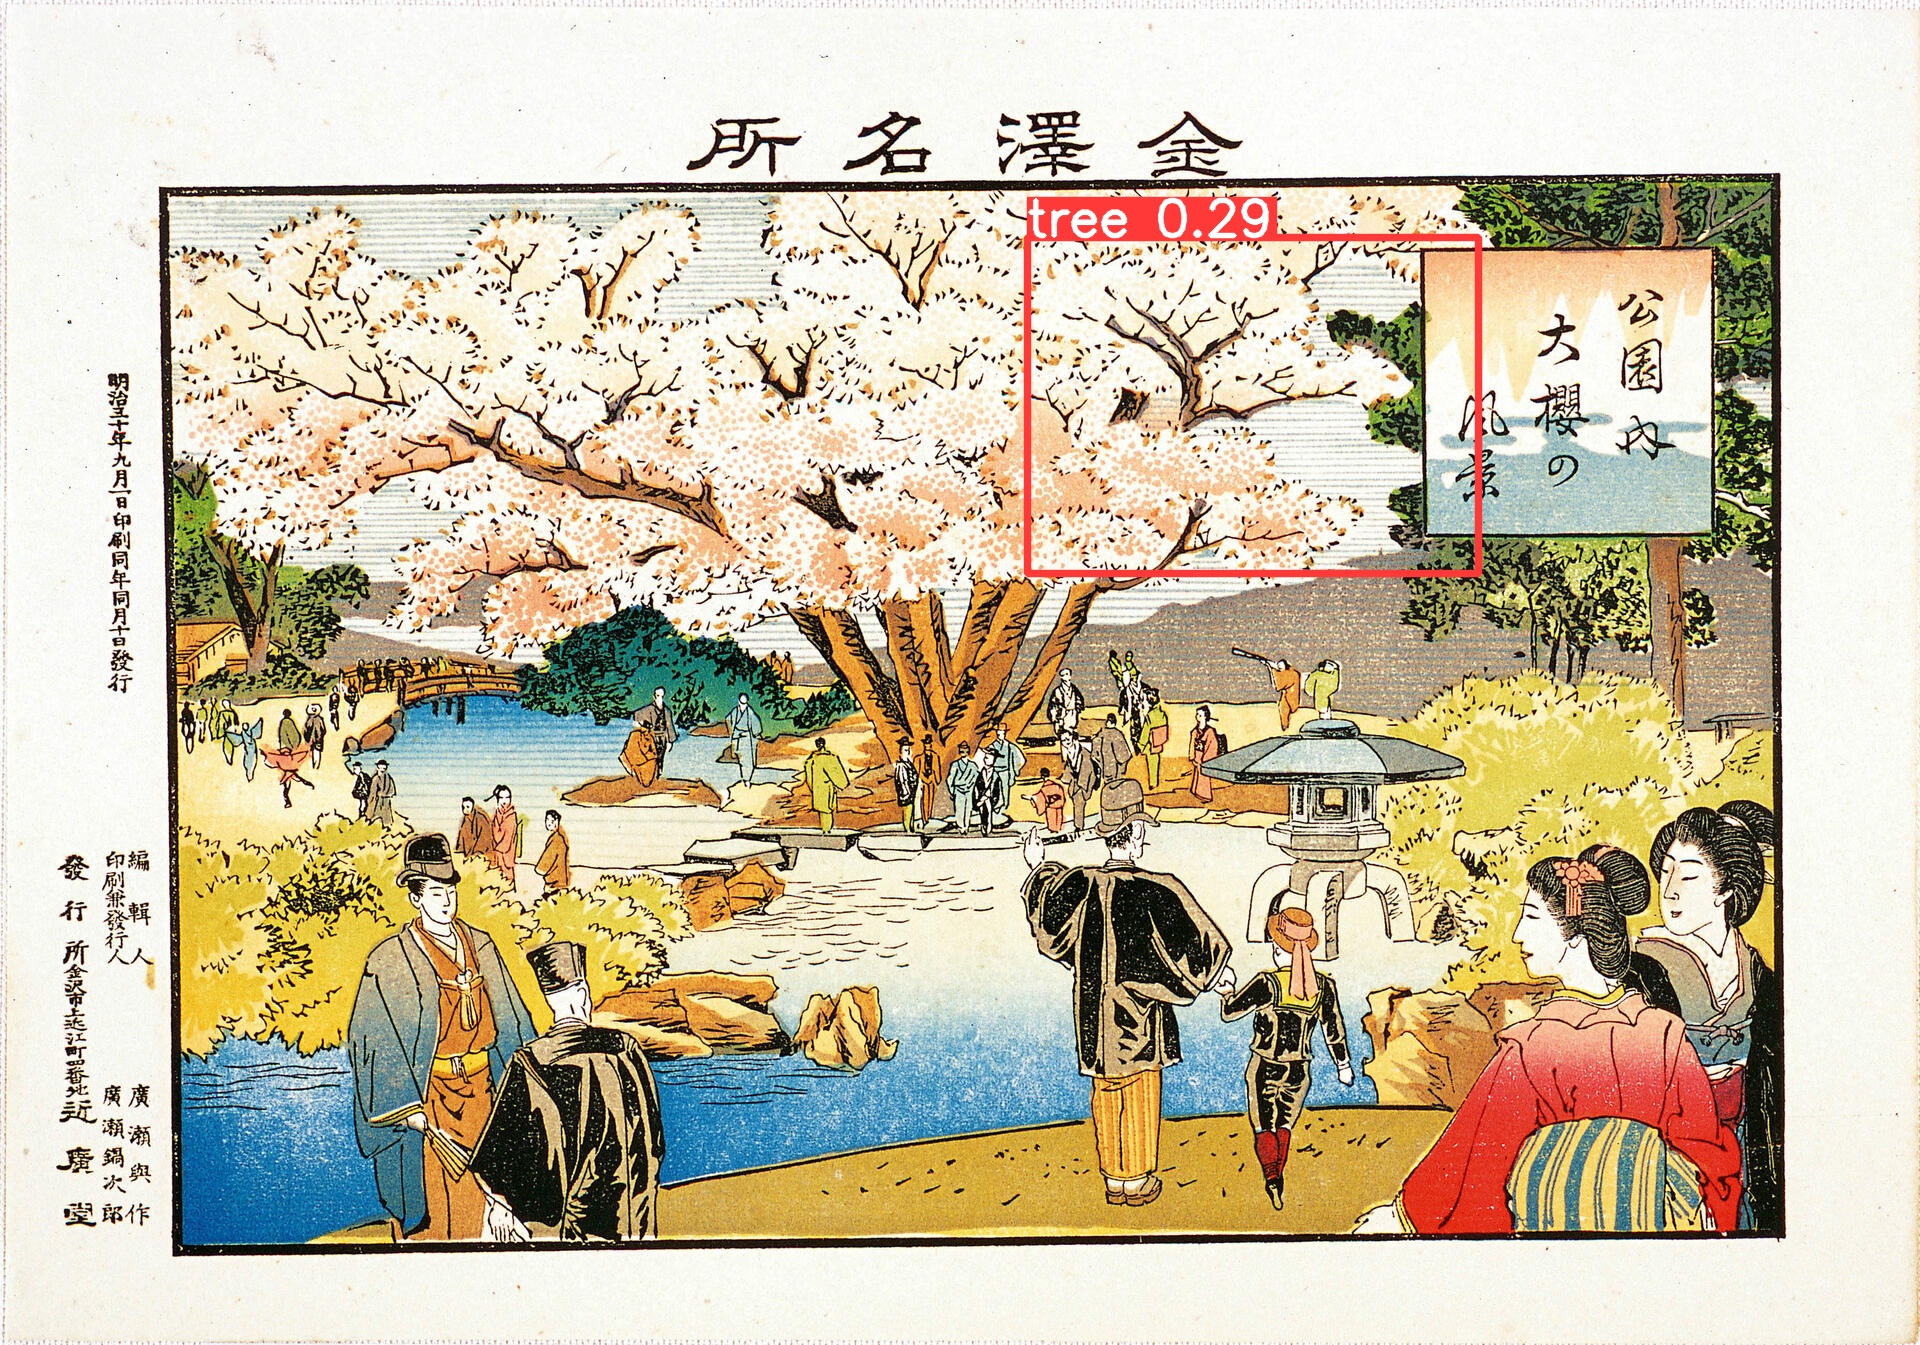 所名澤金
tree 0.29
公園内
大櫻の
風景
明治三十年九月一日印刷同年同月十日發行
編輯人 廣瀬與作
印刷兼發行人 廣瀬鍋次郎
發行所金沢市上近江町四番地近廣堂